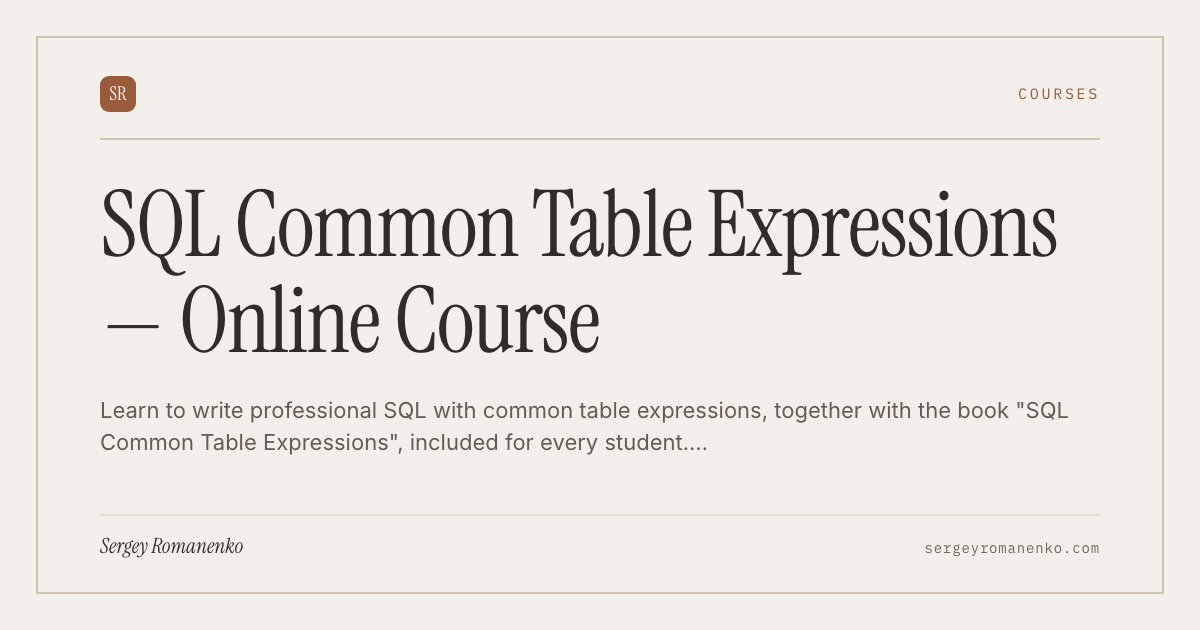 SR
COURSES
SQL Common Table Expressions
— Online Course
Learn to write professional SQL with common table expressions, together with the book "SQL
Common Table Expressions", included for every student....
Sergey Romanenko
sergeyromanenko.com